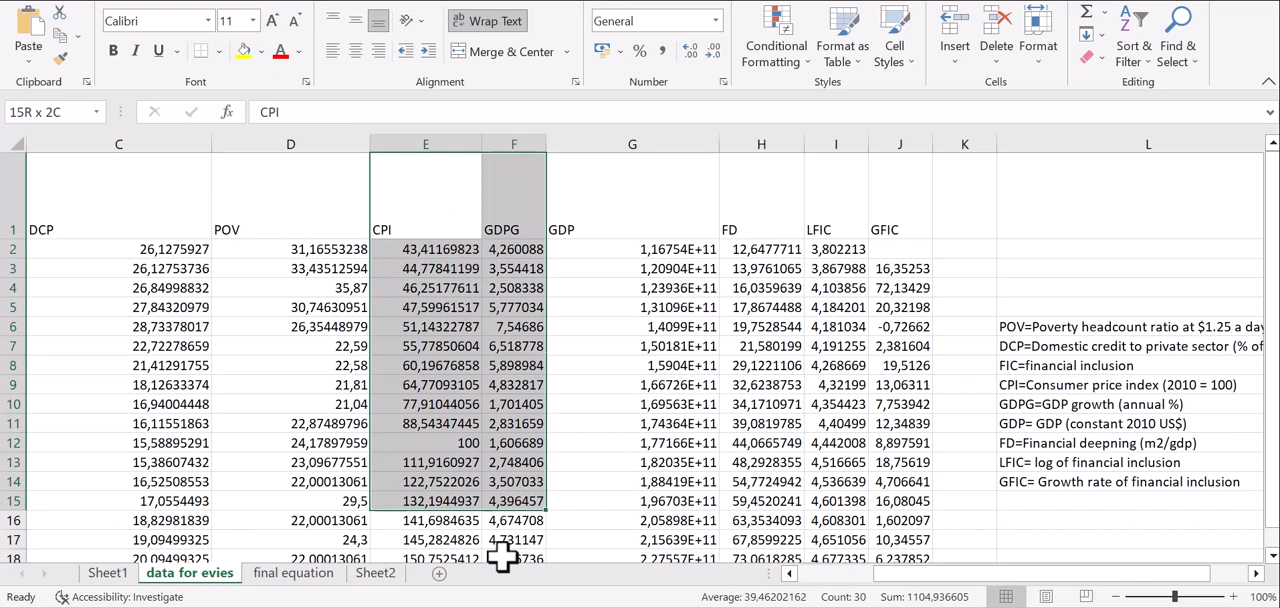 Calibri 11 Wrap Text General
Paste B I U Merge & Center % Conditional Formatting Format as Table Cell Styles Insert Delete Format Sort & Filter Find & Select
Clipboard Font Alignment Number Styles Cells Editing
15R x 2C fx CPI
C D E F G H I J K L
1 DCP POV CPI GDPG GDP FD LFIC GFIC
2 26,1275927 31,16553238 43,41169823 4,260088 1,16754E+11 12,6477711 3,802213
3 26,12753736 33,43512594 44,77841199 3,554418 1,20904E+11 13,9761065 3,867988 16,35253
4 26,84998832 35,87 46,25177611 2,508338 1,23936E+11 16,0359639 4,103856 72,13429
5 27,84320979 30,74630951 47,59961517 5,777034 1,31096E+11 17,8674488 4,184201 20,32198
6 28,73378017 26,35448979 51,14322787 7,54686 1,4099E+11 19,7528544 4,181034 -0,72662 POV=Poverty headcount ratio at $1.25 a day
7 22,72278659 22,59 55,77850604 6,518778 1,50181E+11 21,580199 4,191255 2,381604 DCP=Domestic credit to private sector (% of
8 21,41291755 22,58 60,19676858 5,898984 1,5904E+11 29,1221106 4,268669 19,5126 FIC=financial inclusion
9 18,12633374 21,81 64,77093105 4,832817 1,66726E+11 32,6238753 4,32199 13,06311 CPI=Consumer price index (2010 = 100)
10 16,94004448 21,04 77,91044056 1,701405 1,69563E+11 34,1710971 4,354423 7,753942 GDPG=GDP growth (annual %)
11 16,11551863 22,87489796 88,54347445 2,831659 1,74364E+11 39,0819785 4,40499 12,34839 GDP= GDP (constant 2010 US$)
12 15,58895291 24,17897959 100 1,606689 1,77166E+11 44,0665749 4,442008 8,897591 FD=Financial deepning (m2/gdp)
13 15,38607432 23,09677551 111,9160927 2,748406 1,82035E+11 48,2928355 4,516665 18,75619 LFIC= log of financial inclusion
14 16,52508553 22,00013061 122,7522026 3,507033 1,88419E+11 54,7724942 4,536639 4,706641 GFIC= Growth rate of financial inclusion
15 17,0554493 29,5 132,1944937 4,396457 1,96703E+11 59,4520241 4,601398 16,08045
16 18,82981839 22,00013061 141,6984635 4,674708 2,05898E+11 63,3534093 4,608301 1,602097
17 19,09499325 24,3 145,2824826 4,731147 2,15639E+11 67,8599225 4,651056 10,34557
18 20,09499325 22,00013061 150,7525412 2,27557E+11 73,0618285 4,677335 6,237852
Sheet1 data for evies final equation Sheet2
Ready Accessibility: Investigate Average: 39,46202162 Count: 30 Sum: 1104,936605 100%